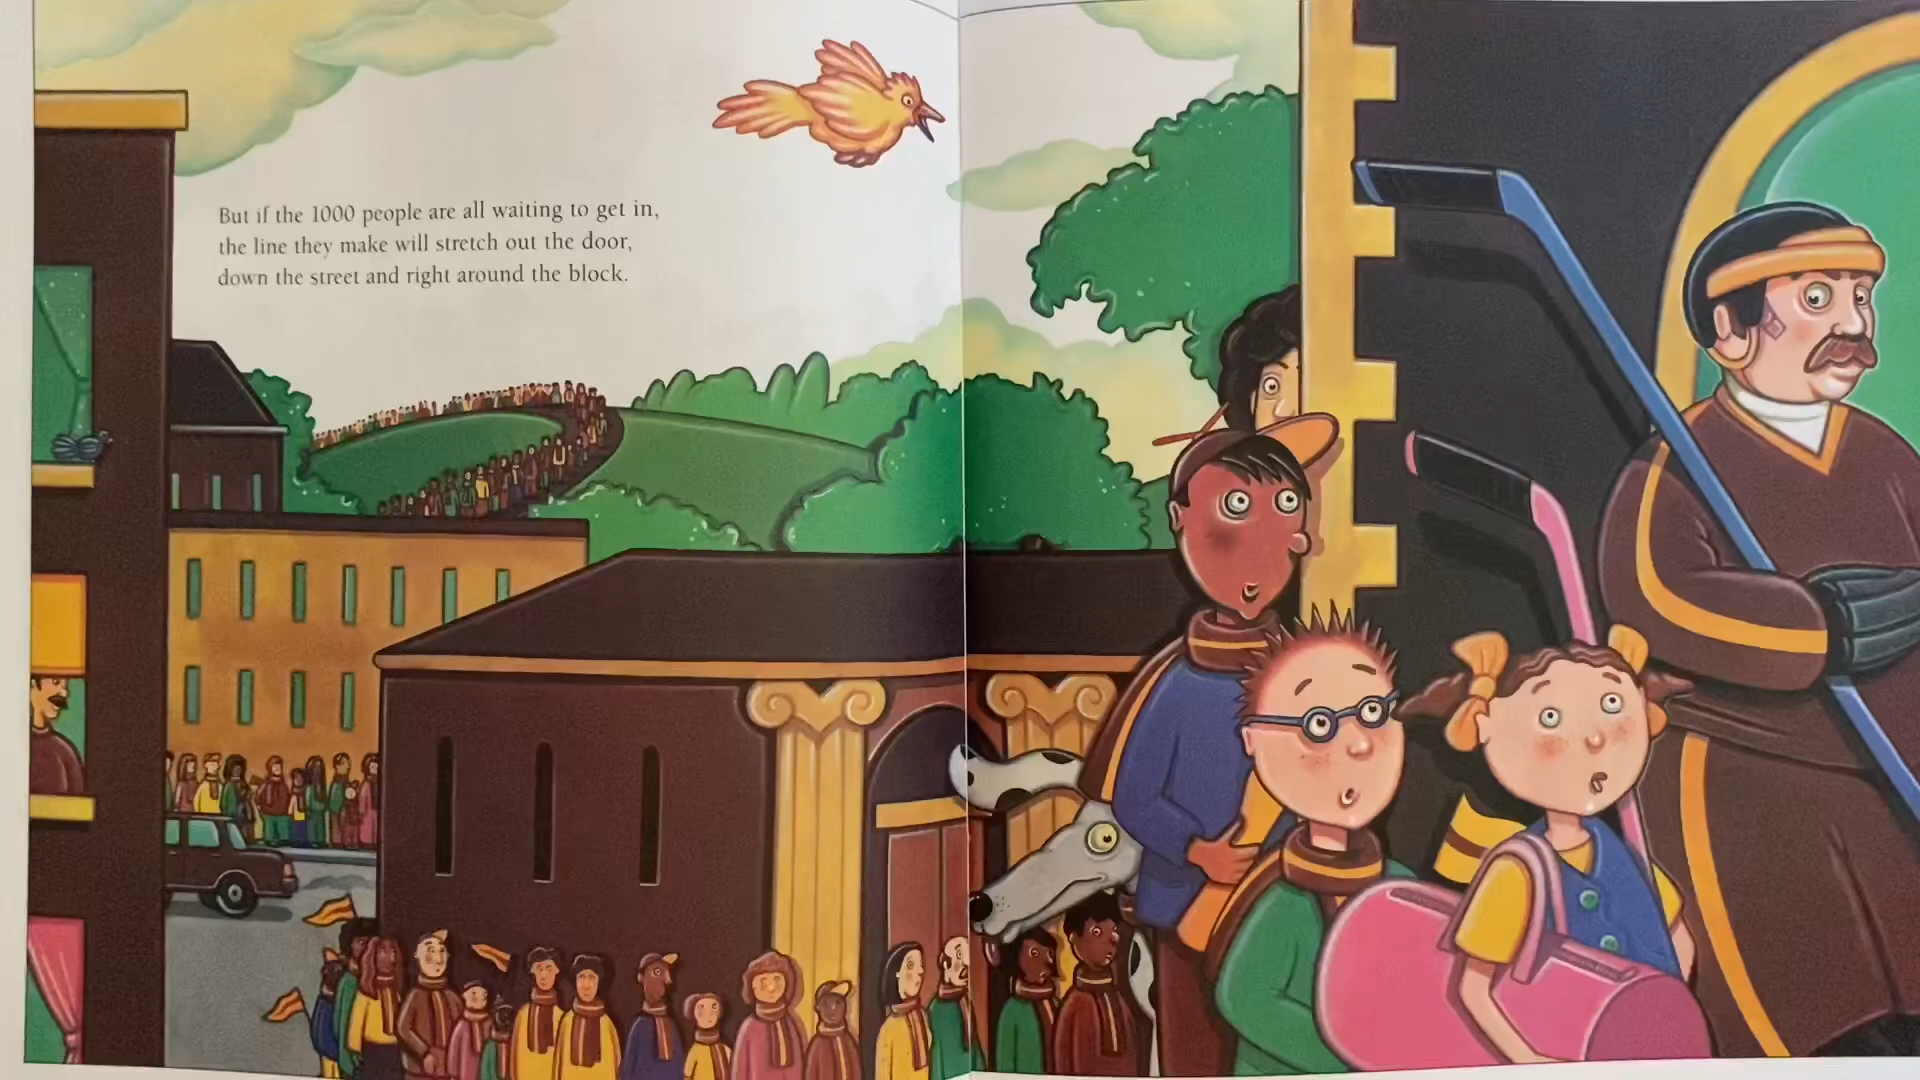 But if the 1000 people are all waiting to get in,
the line they make will stretch out the door,
down the street and right around the block.